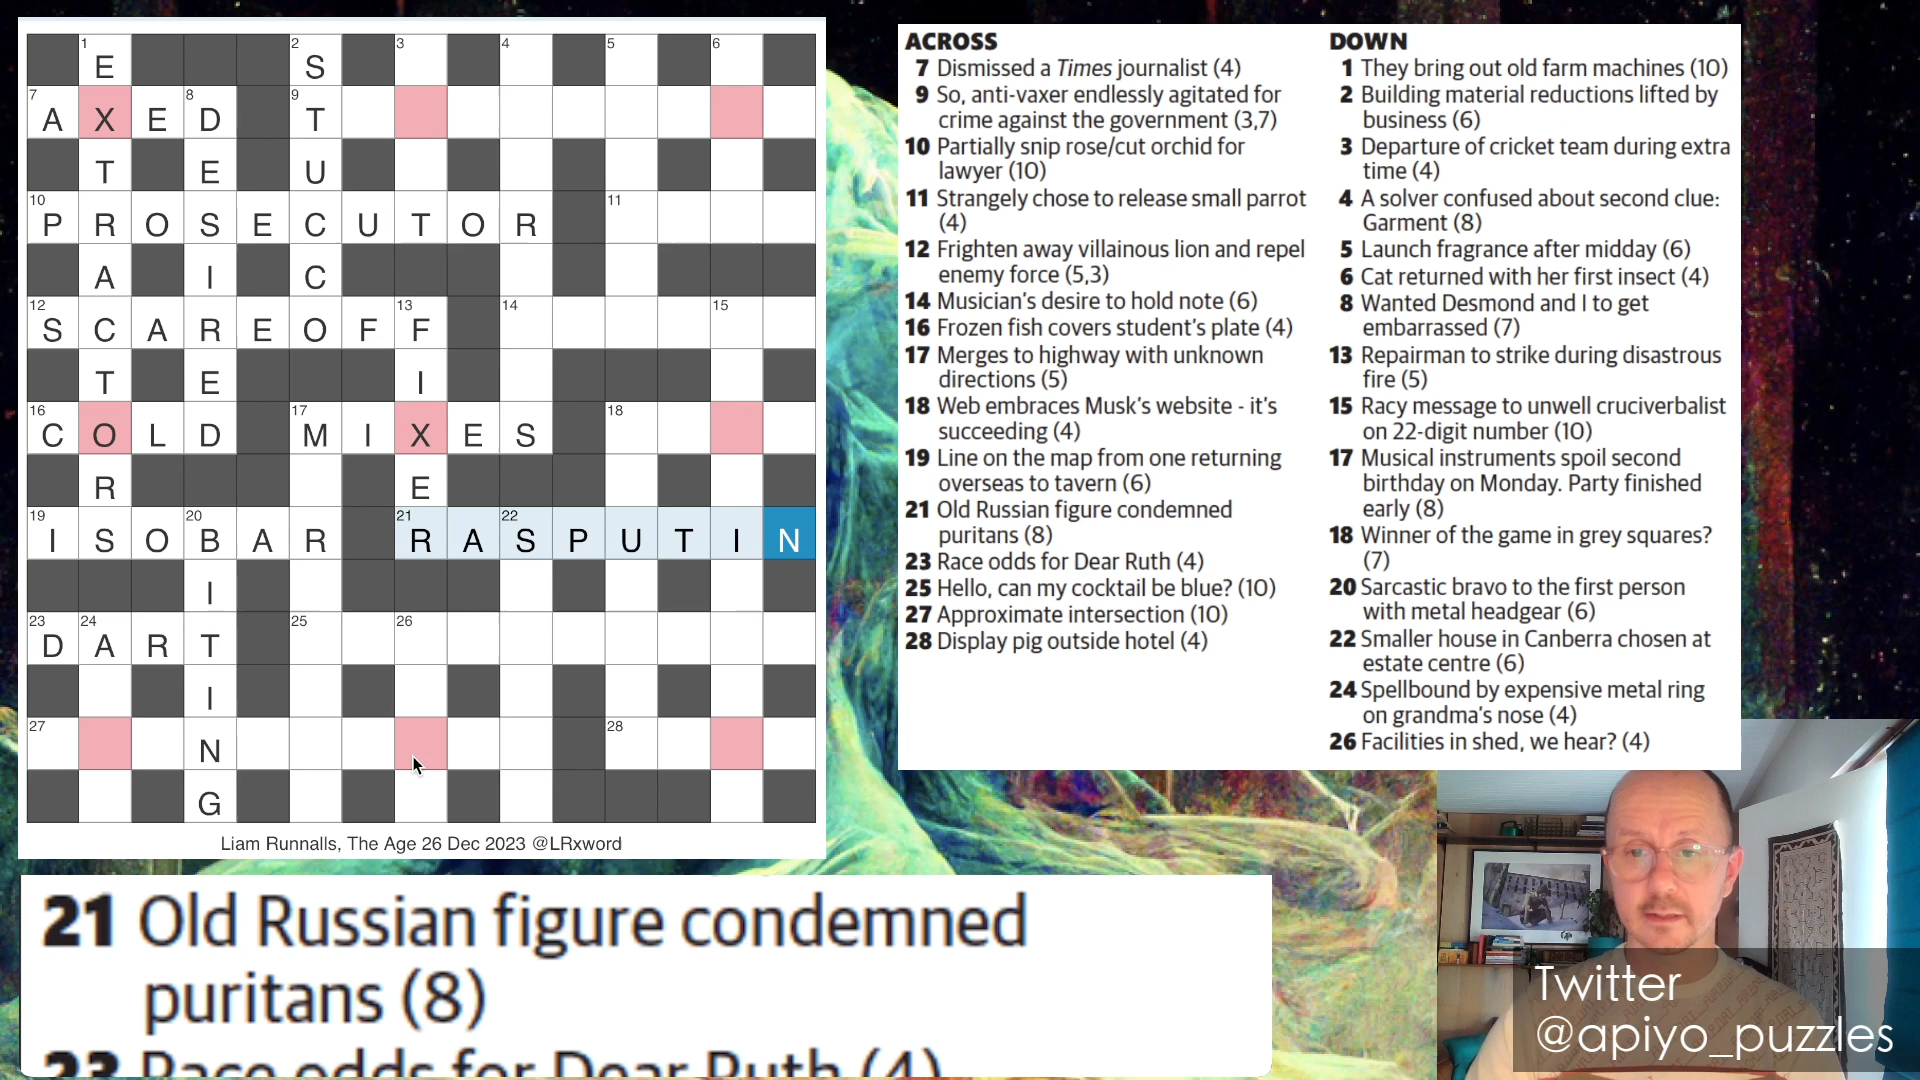 1 2 3 4 5 6
E S
7 8 9
A X E D T
T E U
10 11
P R O S E C U T O R
A I C
12 13 14 15
S C A R E O F F
T E I
16 17 18
C O L D M I X E S
R E
19 20 21 22
I S O B A R R A S P U T I N
I
23 24 25 26
D A R T
I
27 28
N
G
Liam Runnalls, The Age 26 Dec 2023 @LRxword
ACROSS
7 Dismissed a Times journalist (4)
9 So, anti-vaxer endlessly agitated for
crime against the government (3,7)
10 Partially snip rose/cut orchid for
lawyer (10)
11 Strangely chose to release small parrot
(4)
12 Frighten away villainous lion and repel
enemy force (5,3)
14 Musician's desire to hold note (6)
16 Frozen fish covers student's plate (4)
17 Merges to highway with unknown
directions (5)
18 Web embraces Musk's website - it's
succeeding (4)
19 Line on the map from one returning
overseas to tavern (6)
21 Old Russian figure condemned
puritans (8)
23 Race odds for Dear Ruth (4)
25 Hello, can my cocktail be blue? (10)
27 Approximate intersection (10)
28 Display pig outside hotel (4)
DOWN
1 They bring out old farm machines (10)
2 Building material reductions lifted by
business (6)
3 Departure of cricket team during extra
time (4)
4 A solver confused about second clue:
Garment (8)
5 Launch fragrance after midday (6)
6 Cat returned with her first insect (4)
8 Wanted Desmond and I to get
embarrassed (7)
13 Repairman to strike during disastrous
fire (5)
15 Racy message to unwell cruciverbalist
on 22-digit number (10)
17 Musical instruments spoil second
birthday on Monday. Party finished
early (8)
18 Winner of the game in grey squares?
(7)
20 Sarcastic bravo to the first person
with metal headgear (6)
22 Smaller house in Canberra chosen at
estate centre (6)
24 Spellbound by expensive metal ring
on grandma's nose (4)
26 Facilities in shed, we hear? (4)
21 Old Russian figure condemned
puritans (8)
23 Race odds for Dear Ruth (4)
Twitter
@apiyo_puzzles